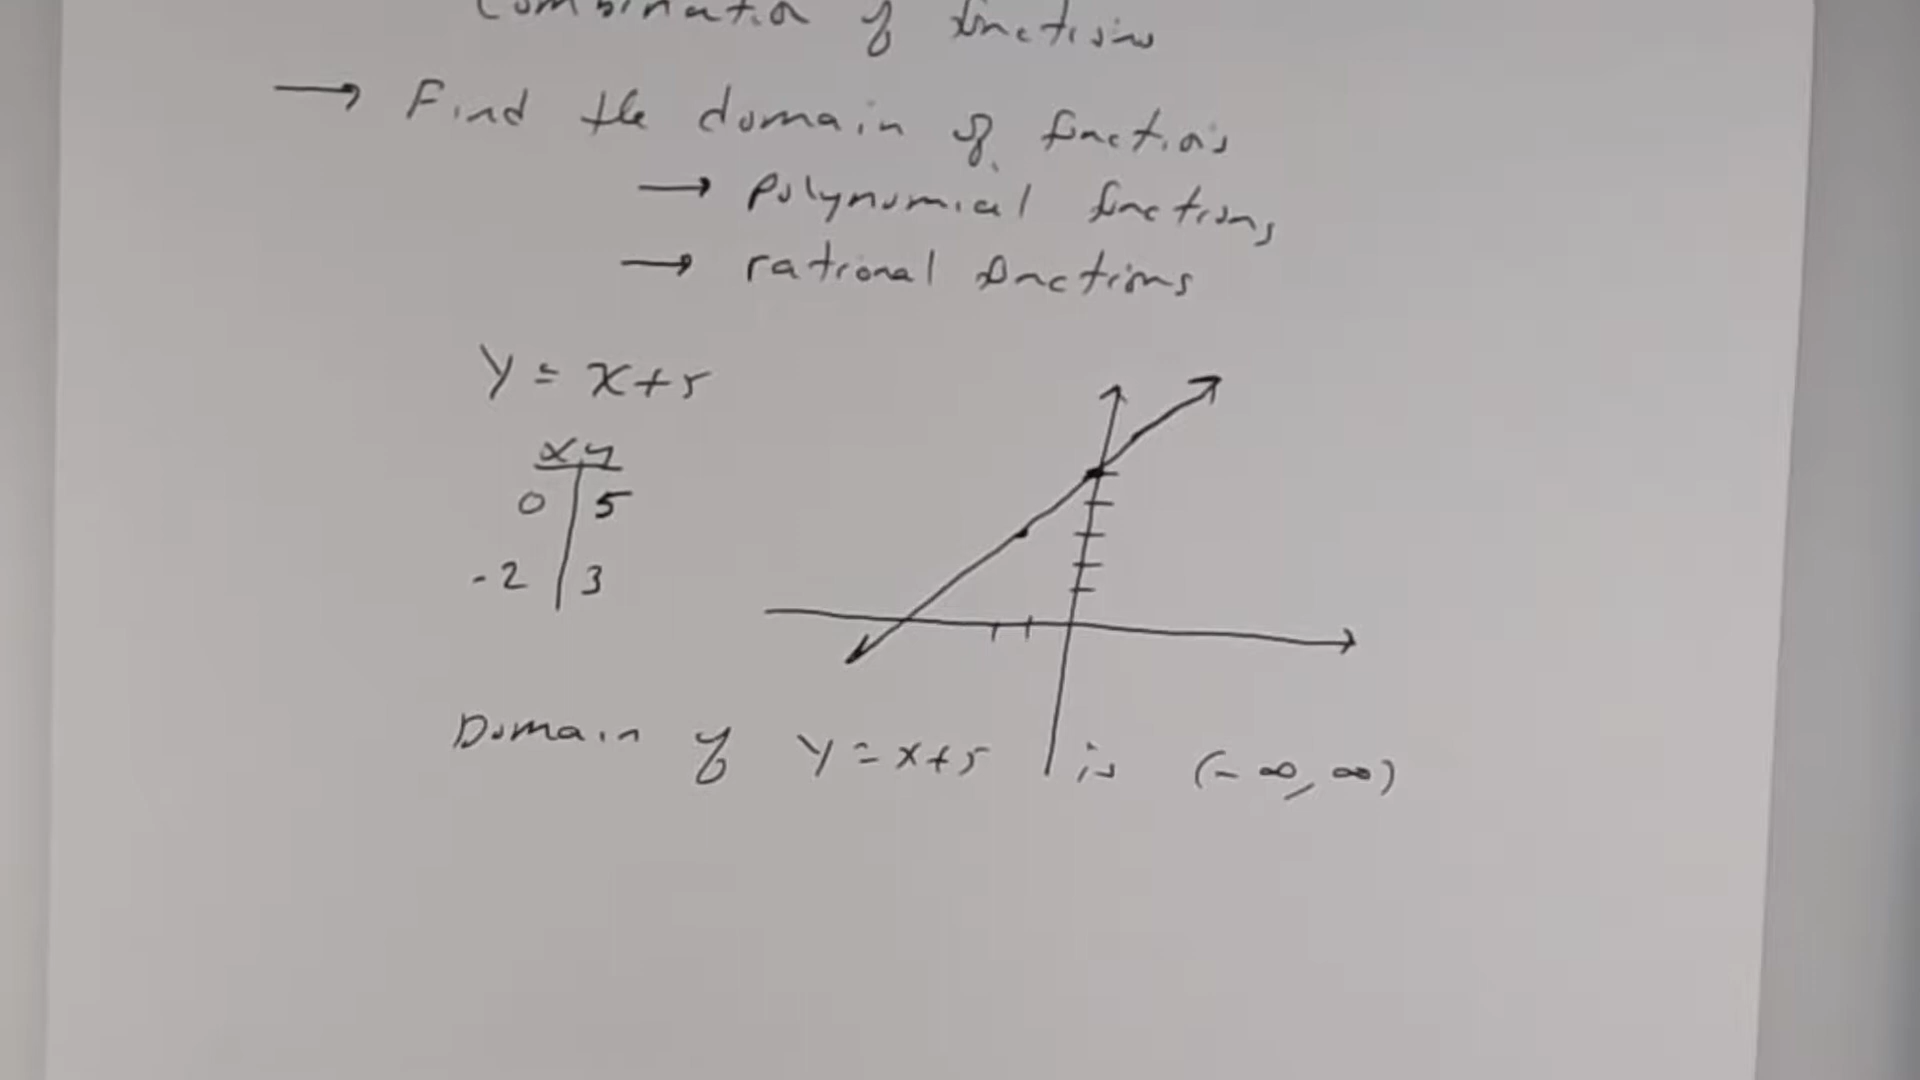 Combination of functions
→ Find the domain of functions
→ polynomial functions
→ rational functions
y = x+5
x y
0 5
-2 3
Domain of y = x+5 is (-∞, ∞)